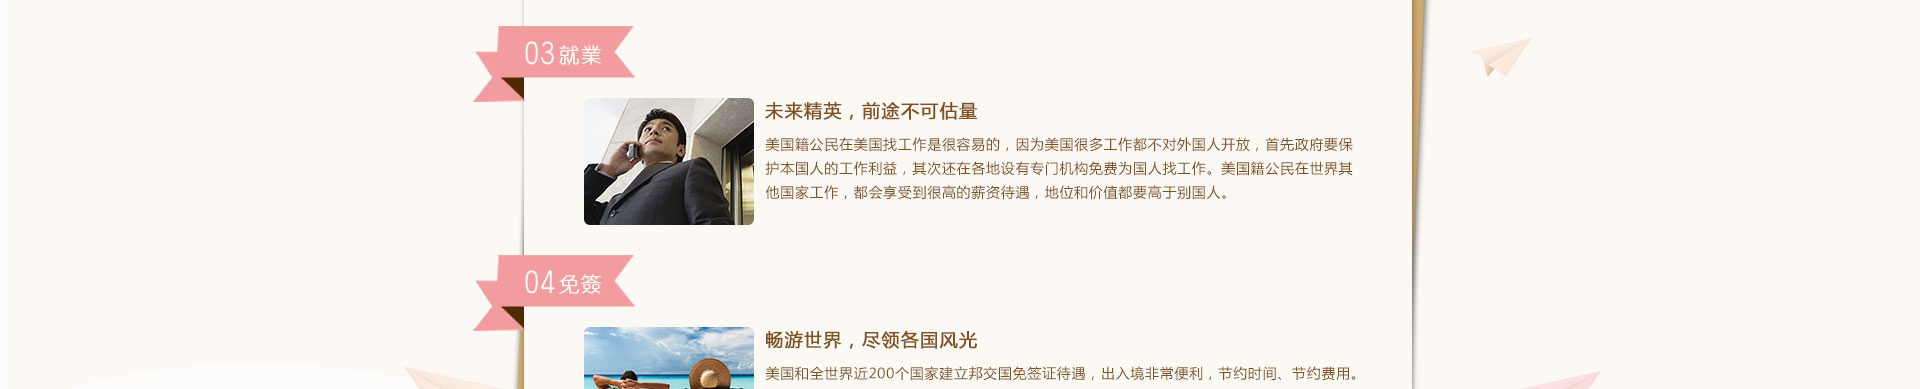 03就業
未来精英，前途不可估量
美国籍公民在美国找工作是很容易的，因为美国很多工作都不对外国人开放，首先政府要保
护本国人的工作利益，其次还在各地设有专门机构免费为国人找工作。美国籍公民在世界其
他国家工作，都会享受到很高的薪资待遇，地位和价值都要高于别国人。
04免簽
畅游世界，尽领各国风光
美国和全世界近200个国家建立邦交国免签证待遇，出入境非常便利，节约时间、节约费用。